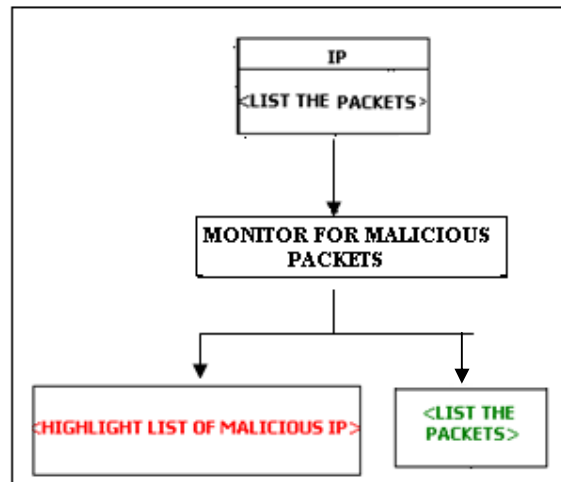 IP
<LIST THE PACKETS>
MONITOR FOR MALICIOUS
PACKETS
<HIGHLIGHT LIST OF MALICIOUS IP>
<LIST THE
PACKETS>